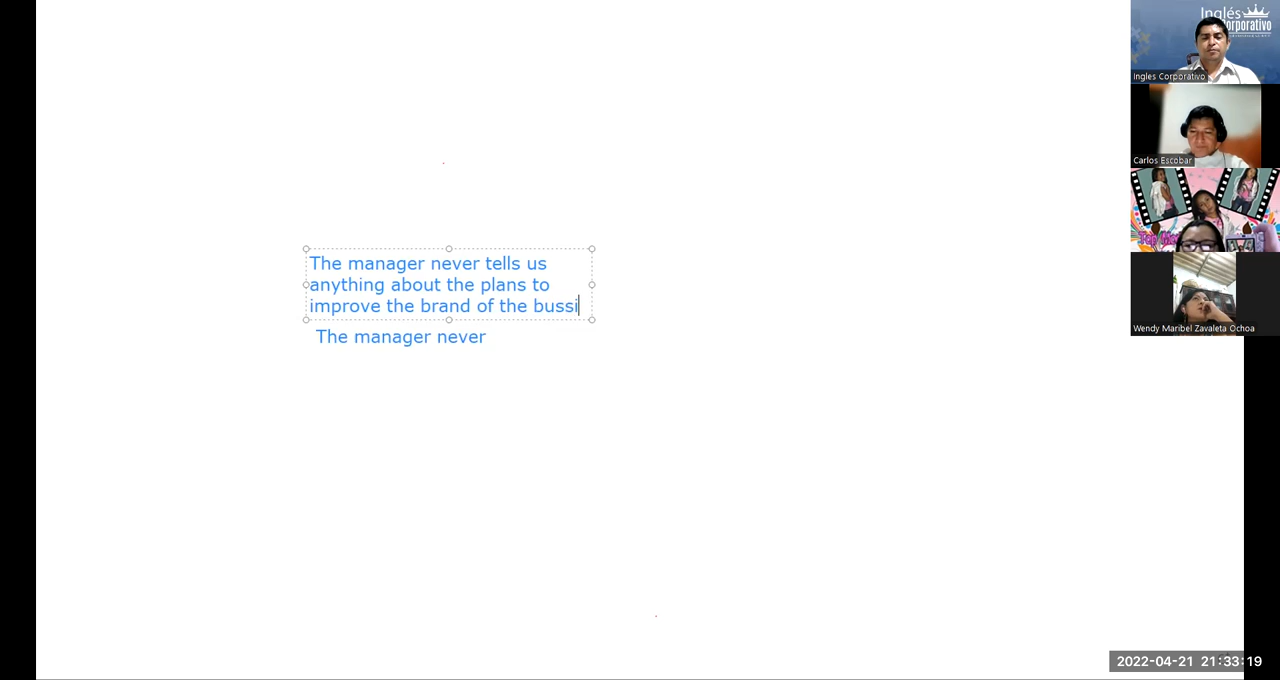 Inglés
Corporativo
Ingles Corporativo
Carlos Escobar
The manager never tells us
anything about the plans to
improve the brand of the bussi
The manager never
Wendy Maribel Zavaleta Ochoa
2022-04-21 21:33:19